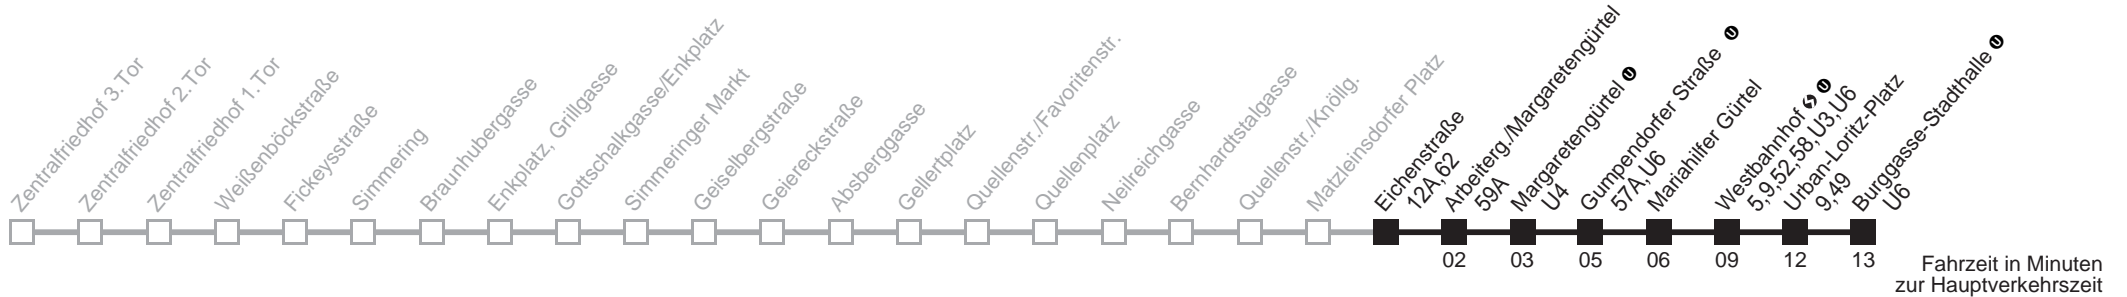 Zentralfriedhof 3.Tor
Zentralfriedhof 2.Tor
Zentralfriedhof 1.Tor
Weißenböckstraße
Fickeysstraße
Simmering
Braunhubergasse
Enkplatz, Grillgasse
Gottschalkgasse/Enkplatz
Simmeringer Markt
Geiselbergstraße
Geiereckstraße
Absberggasse
Gellertplatz
Quellenstr./Favoritenstr.
Quellenplatz
Neilreichgasse
Bernhardtstalgasse
Quellenstr./Knöllg.
Matzleinsdorfer Platz
Eichenstraße
12A,62
Arbeiterg./Margaretengürtel
59A
Margaretengürtel U
U4
Gumpendorfer Straße U
57A,U6
Mariahilfer Gürtel
Westbahnhof S U
5,9,52,58,U3,U6
Urban-Loritz-Platz
9,49
Burggasse-Stadthalle U
U6
02 03 05 06 09 12 13
Fahrzeit in Minuten
zur Hauptverkehrszeit